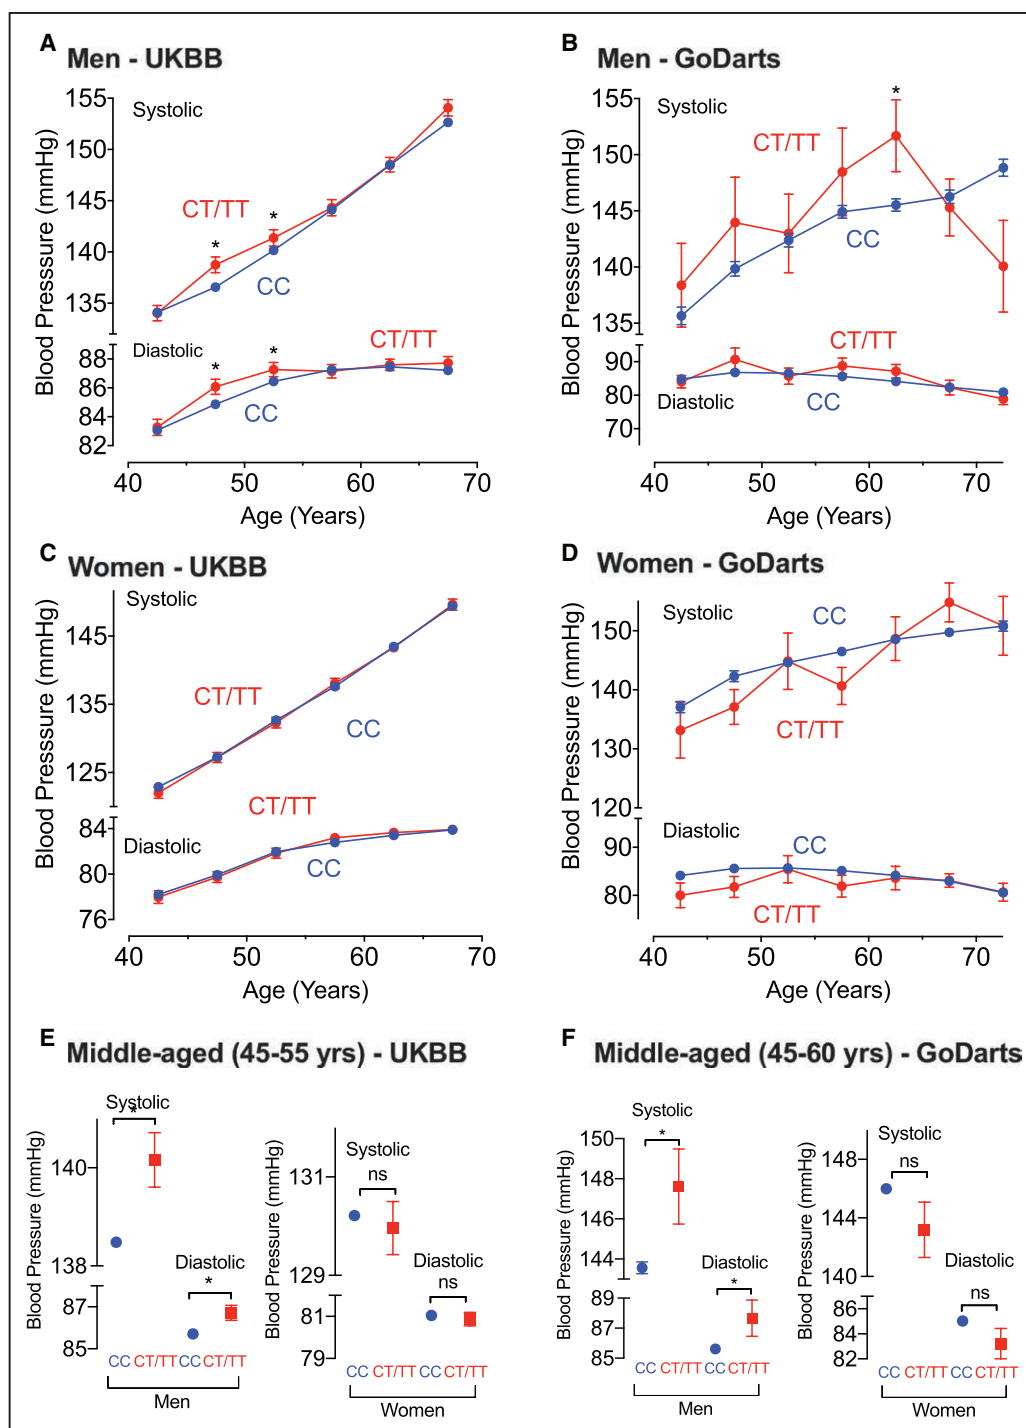 A Men - UKBB
Systolic
155
150
145
140
135
CT/TT
*
*
CC
Blood Presssure (mmHg)
Diastolic
88
86
84
82
*
*
CT/TT
CC
40 50 60 70
Age (Years)
B Men - GoDarts
Systolic
155
150
145
140
135
*
CT/TT
CC
Blood Presssure (mmHg)
90
80
70
CT/TT
CC
Diastolic
40 50 60 70
Age (Years)
C Women - UKBB
Systolic
145
135
125
CT/TT
CC
Blood Presssure (mmHg)
84
80
76
CT/TT
Diastolic
CC
40 50 60 70
Age (Years)
D Women - GoDarts
Systolic
150
140
130
120
CC
CT/TT
Blood Presssure (mmHg)
Diastolic
90
80
CC
CT/TT
40 50 60 70
Age (Years)
E Middle-aged (45-55 yrs) - UKBB
Systolic
*
140
138
Blood Pressure (mmHg)
Diastolic
*
87
85
CC CT/TT CC CT/TT
Men
Systolic
ns
131
129
Blood Pressure (mmHg)
Diastolic
ns
81
79
CC CT/TT CC CT/TT
Women
F Middle-aged (45-60 yrs) - GoDarts
Systolic
*
150
148
146
144
Blood Pressure (mmHg)
Diastolic
*
89
87
85
CC CT/TT CC CT/TT
Men
Systolic
ns
148
144
140
Blood Pressure (mmHg)
Diastolic
ns
86
84
82
CC CT/TT CC CT/TT
Women